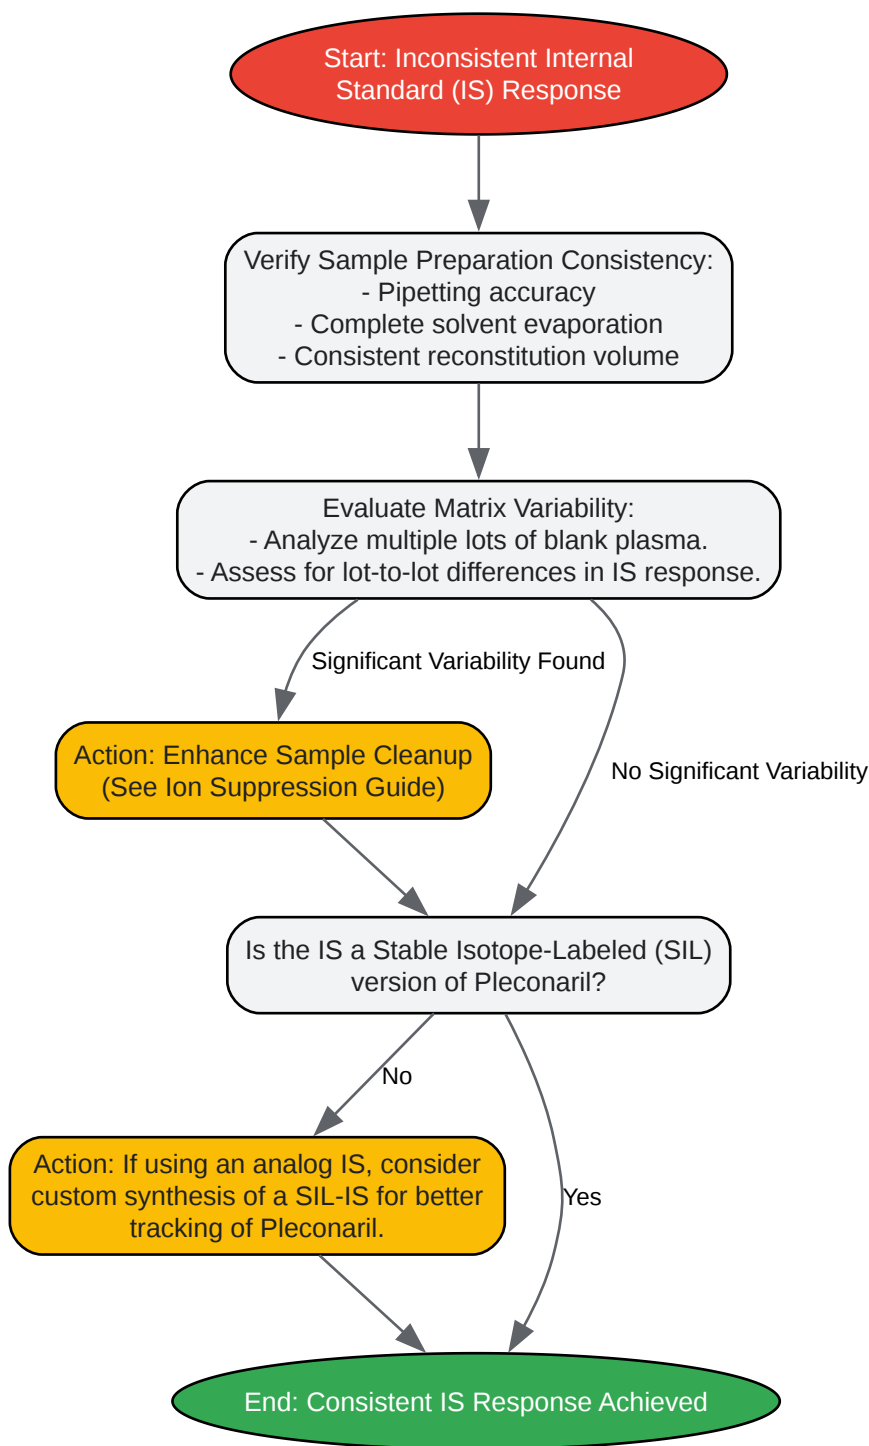 Start: Inconsistent Internal
Standard (IS) Response
Verify Sample Preparation Consistency:
- Pipetting accuracy
- Complete solvent evaporation
- Consistent reconstitution volume
Evaluate Matrix Variability:
- Analyze multiple lots of blank plasma.
- Assess for lot-to-lot differences in IS response.
Significant Variability Found
Action: Enhance Sample Cleanup
(See Ion Suppression Guide)
No Significant Variability
Is the IS a Stable Isotope-Labeled (SIL)
version of Pleconaril?
No
Action: If using an analog IS, consider
custom synthesis of a SIL-IS for better
tracking of Pleconaril.
Yes
End: Consistent IS Response Achieved